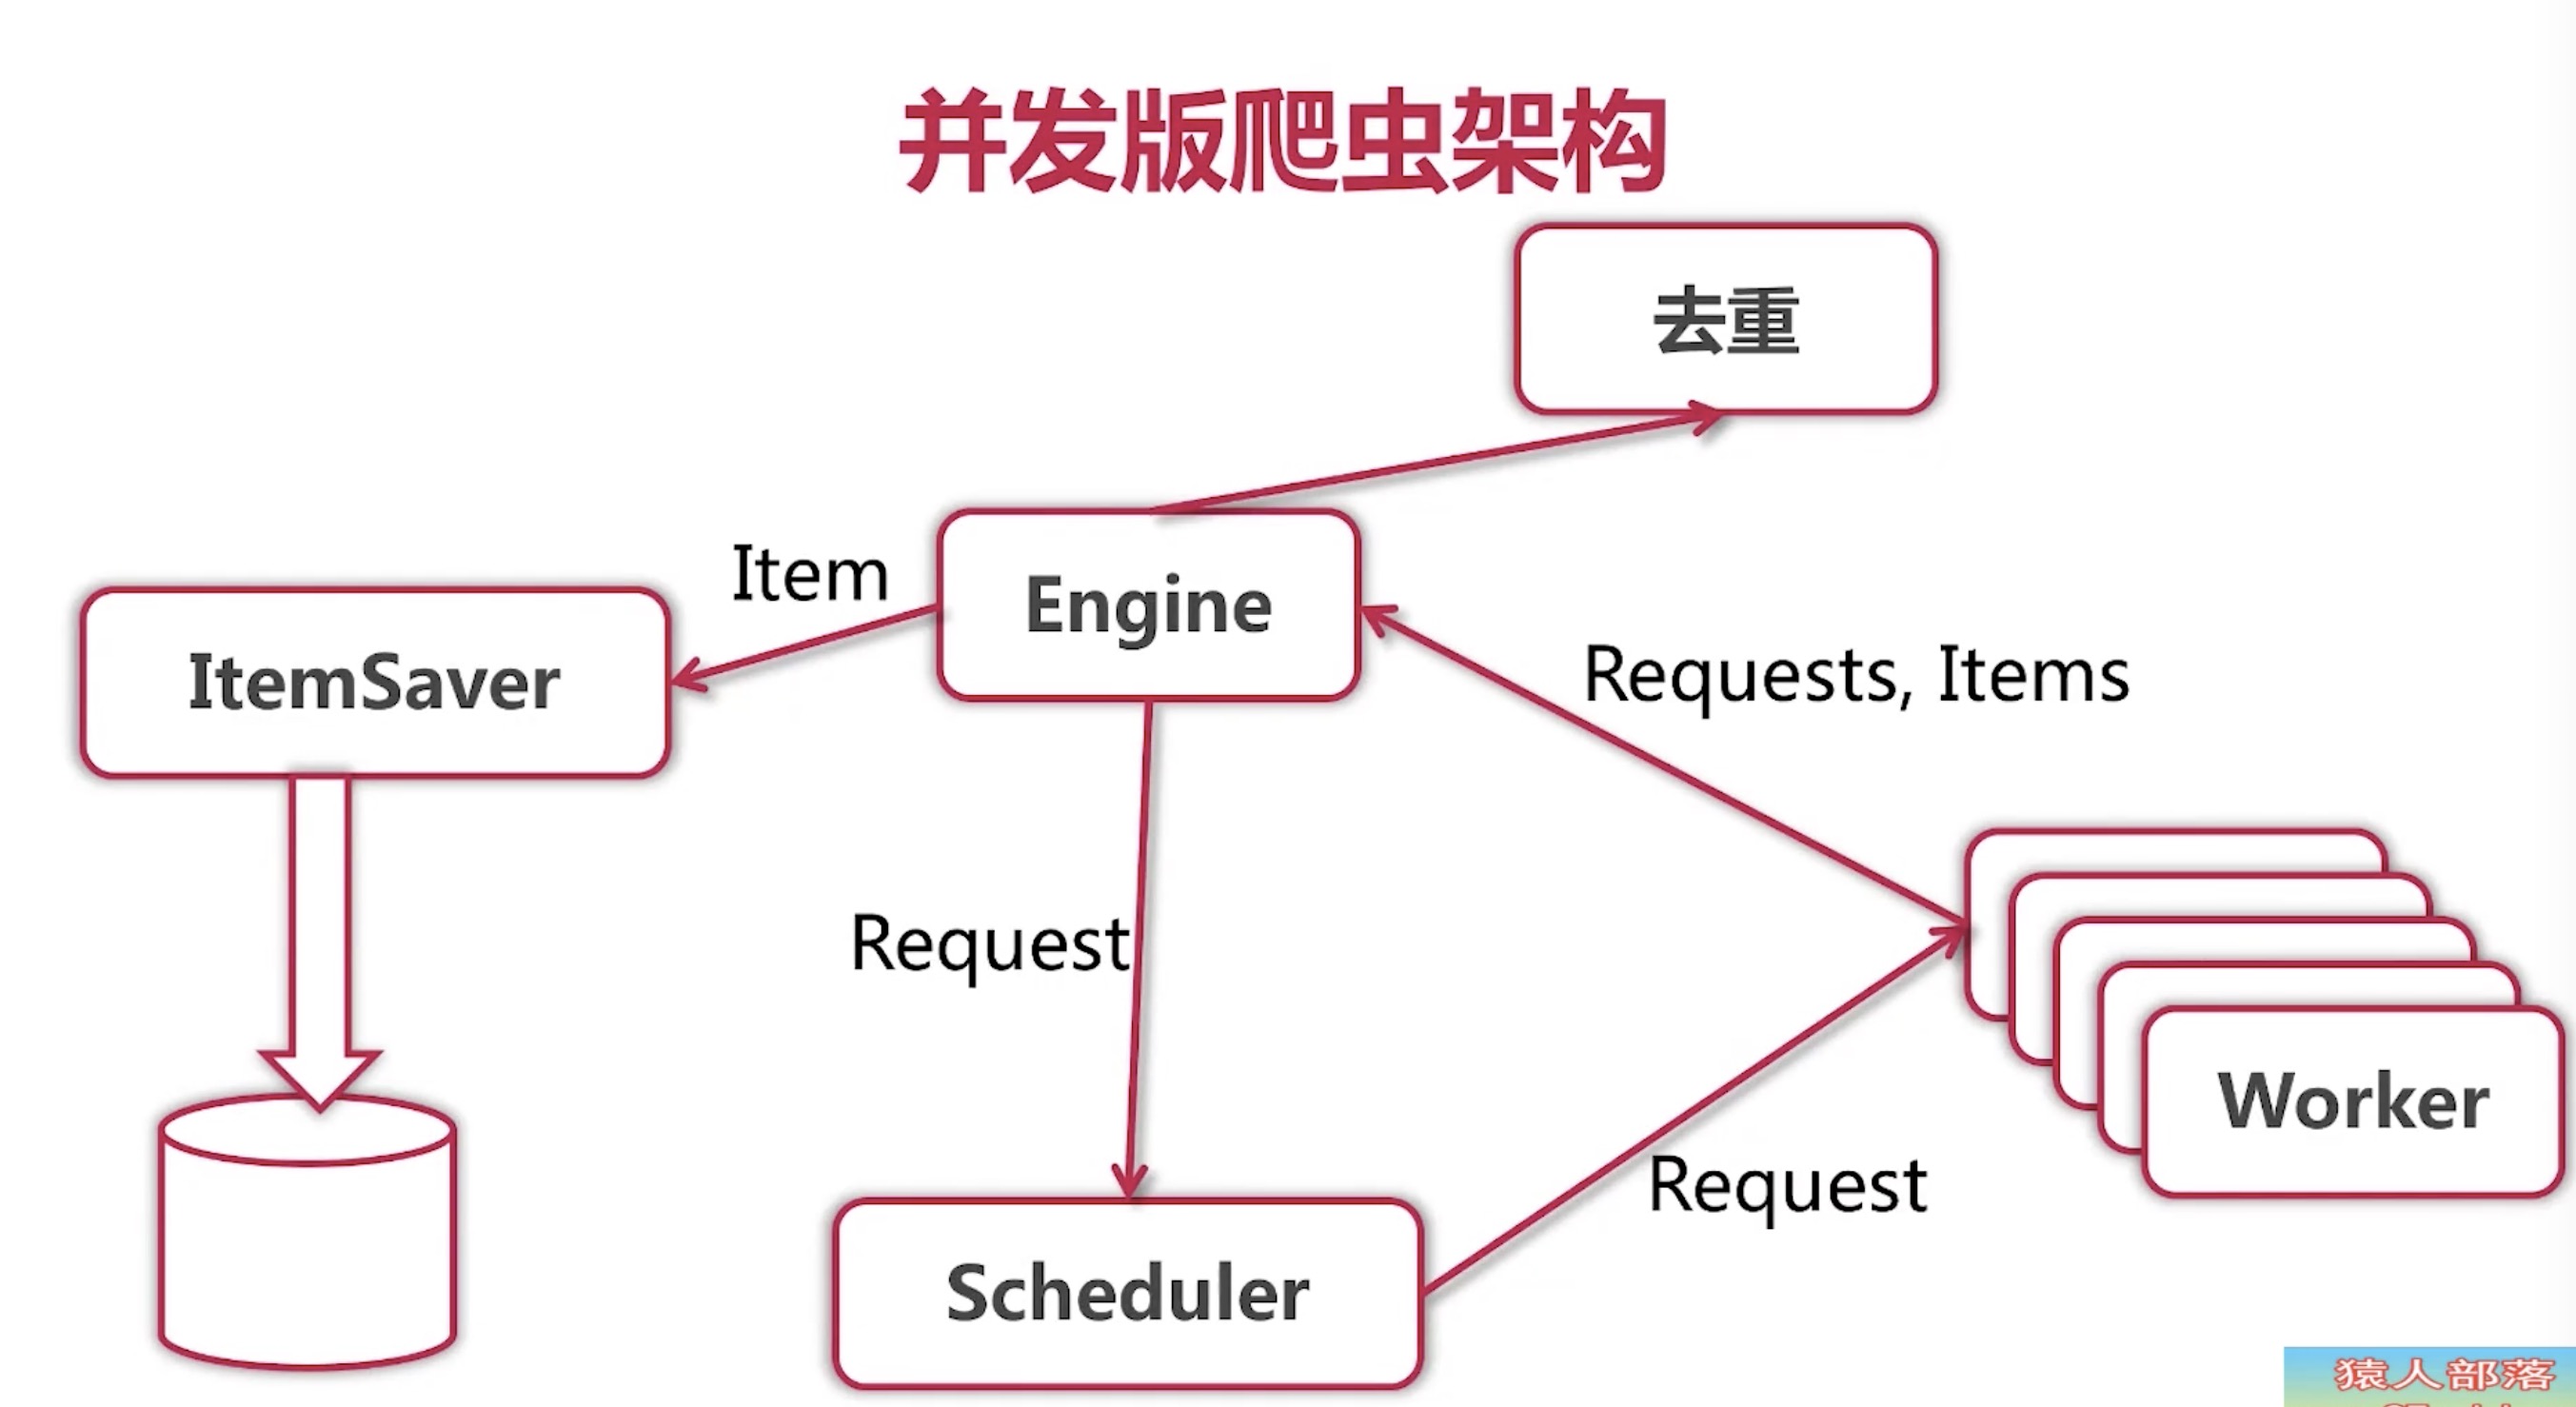 并发版爬虫架构
去重
Item
Engine
ItemSaver
Requests, Items
Request
Worker
Request
Scheduler
猿人部落